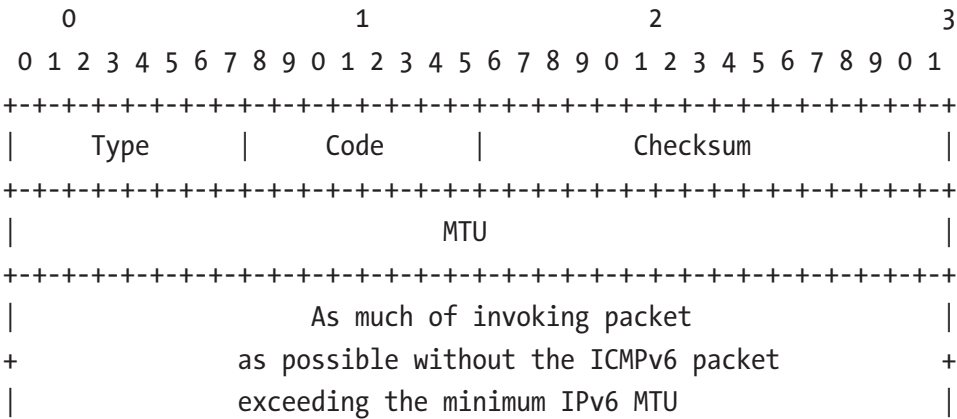 0                   1                   2                   3
 0 1 2 3 4 5 6 7 8 9 0 1 2 3 4 5 6 7 8 9 0 1 2 3 4 5 6 7 8 9 0 1
+-+-+-+-+-+-+-+-+-+-+-+-+-+-+-+-+-+-+-+-+-+-+-+-+-+-+-+-+-+-+-+-+
|     Type      |     Code      |          Checksum             |
+-+-+-+-+-+-+-+-+-+-+-+-+-+-+-+-+-+-+-+-+-+-+-+-+-+-+-+-+-+-+-+-+
|                             MTU                               |
+-+-+-+-+-+-+-+-+-+-+-+-+-+-+-+-+-+-+-+-+-+-+-+-+-+-+-+-+-+-+-+-+
|                    As much of invoking packet                 |
+               as possible without the ICMPv6 packet           +
|               exceeding the minimum IPv6 MTU                  |